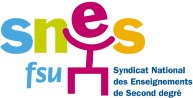 snes
fsu
Syndicat National
des Enseignements
de Second degré